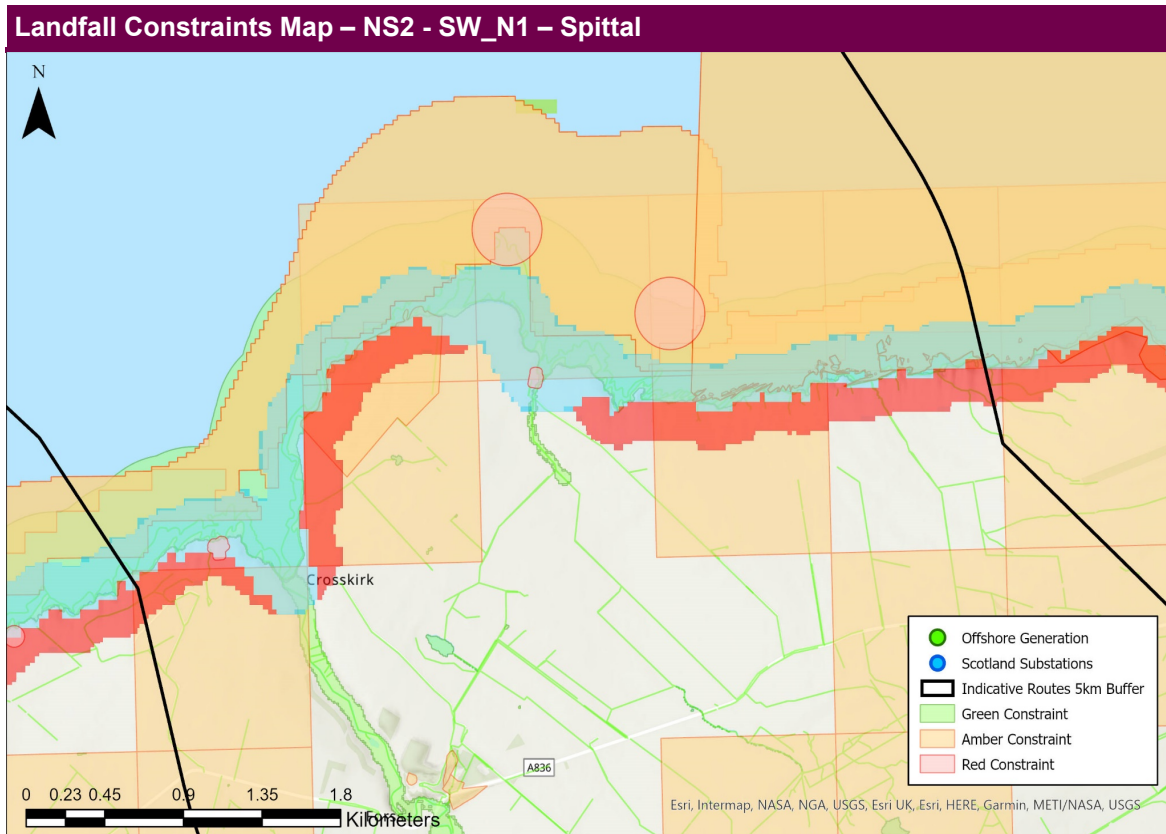 Landfall Constraints Map – NS2 - SW_N1 – Spittal
N
Crosskirk
A836
Offshore Generation
Scotland Substations
Indicative Routes 5km Buffer
Green Constraint
Amber Constraint
Red Constraint
0 0.23 0.45 0.9 1.35 1.8
Kilometers
Esri, Intermap, NASA, NGA, USGS, Esri UK, Esri, HERE, Garmin, METI/NASA, USGS